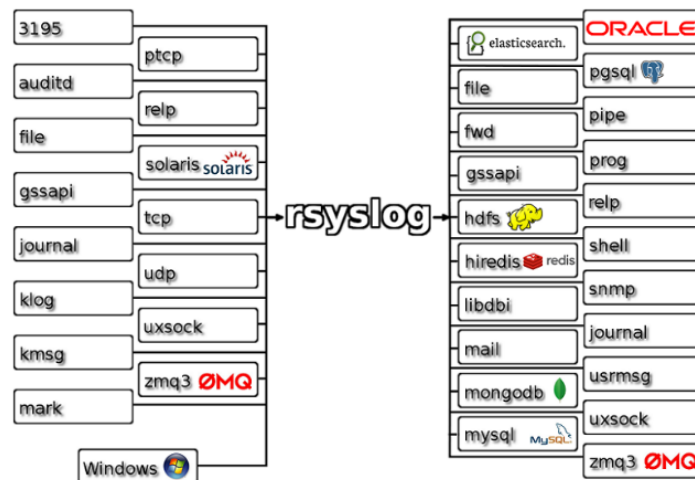 3195
ptcp
auditd
relp
file
solaris SOLARIS
gssapi
tcp
journal
udp
klog
uxsock
kmsg
zmq3 ØMQ
mark
Windows
rsyslog
ORACLE
elasticsearch.
pgsql
file
pipe
fwd
prog
gssapi
relp
hdfs
shell
hiredis redis
snmp
libdbi
journal
mail
usrmsg
mongodb
uxsock
mysql MySQL
zmq3 ØMQ